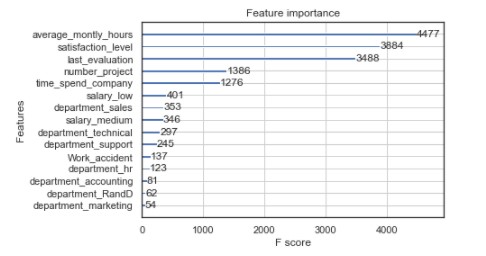 Feature importance
average_montly_hours 4477
satisfaction_level 3884
last_evaluation 3488
number_project 1386
time_spend_company 1276
salary_low 401
department_sales 353
salary_medium 346
department_technical 297
department_support 245
Work_accident 137
department_hr 123
department_accounting 81
department_RandD 62
department_marketing 54
Features
0 1000 2000 3000 4000
F score